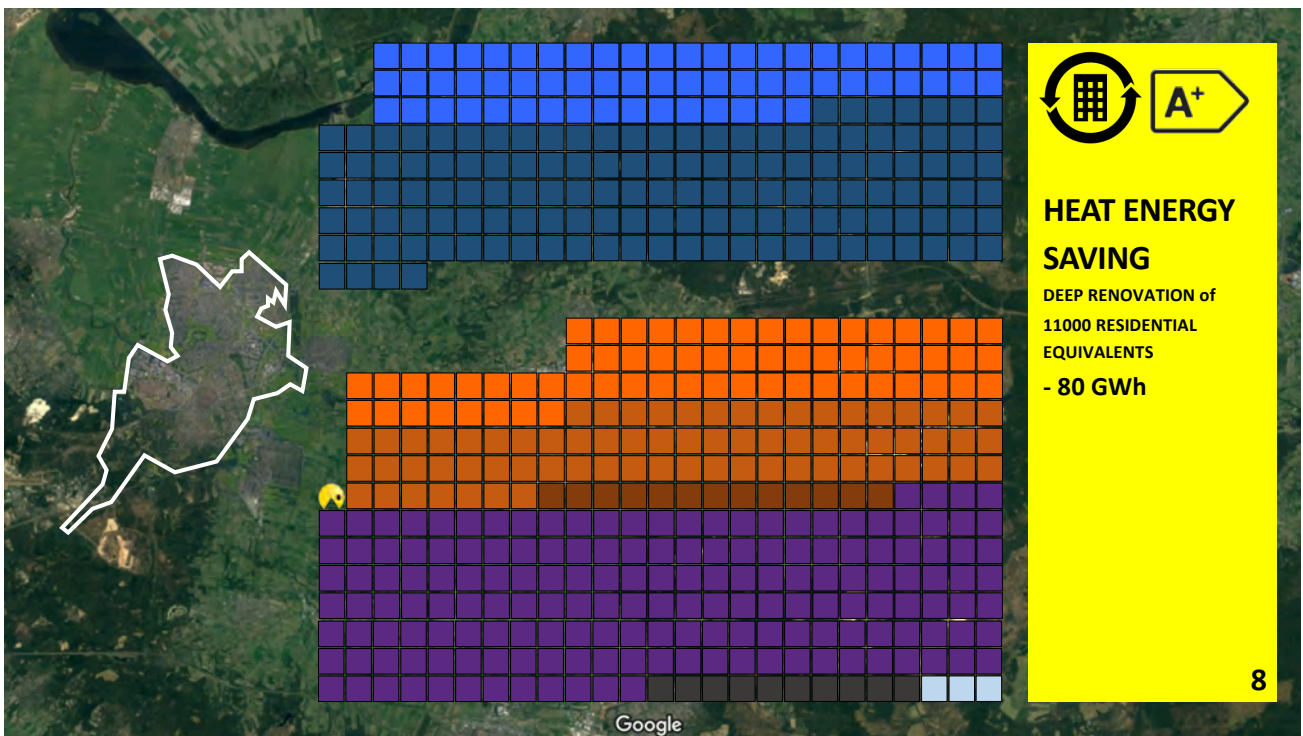 A+
HEAT ENERGY
SAVING
DEEP RENOVATION of
11000 RESIDENTIAL
EQUIVALENTS
- 80 GWh
8
Google